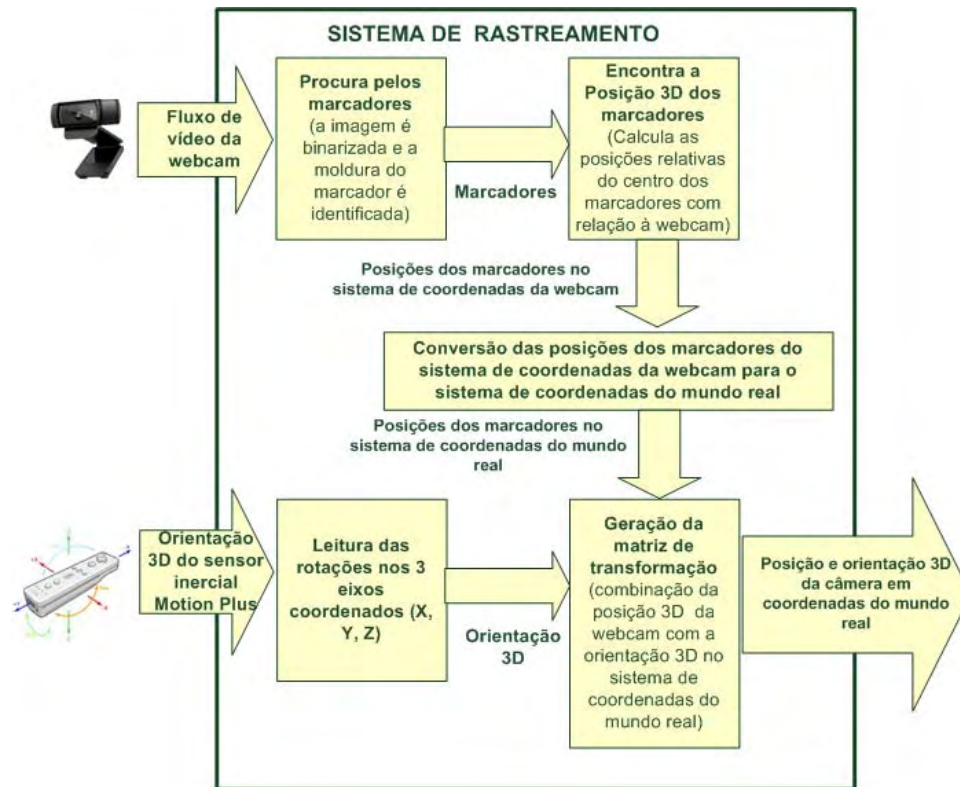 SISTEMA DE RASTREAMENTO
Fluxo de
vídeo da
webcam
Procura pelos
marcadores
(a imagem é
binarizada e a
moldura do
marcador é
identificada)
Marcadores
Encontra a
Posição 3D dos
marcadores
(Calcula as
posições relativas
do centro dos
marcadores com
relação à webcam)
Posições dos marcadores no
sistema de coordenadas da webcam
Conversão das posições dos marcadores do
sistema de coordenadas da webcam para o
sistema de coordenadas do mundo real
Posições dos marcadores no
sistema de coordenadas do mundo
real
Orientação
3D do sensor
inercial
Motion Plus
Leitura das
rotações nos 3
eixos
coordenados (X,
Y, Z)
Orientação
3D
Geração da
matriz de
transformação
(combinação da
posição 3D da
webcam com a
orientação 3D no
sistema de
coordenadas do
mundo real)
Posição e orientação 3D
da câmera em
coordenadas do mundo
real